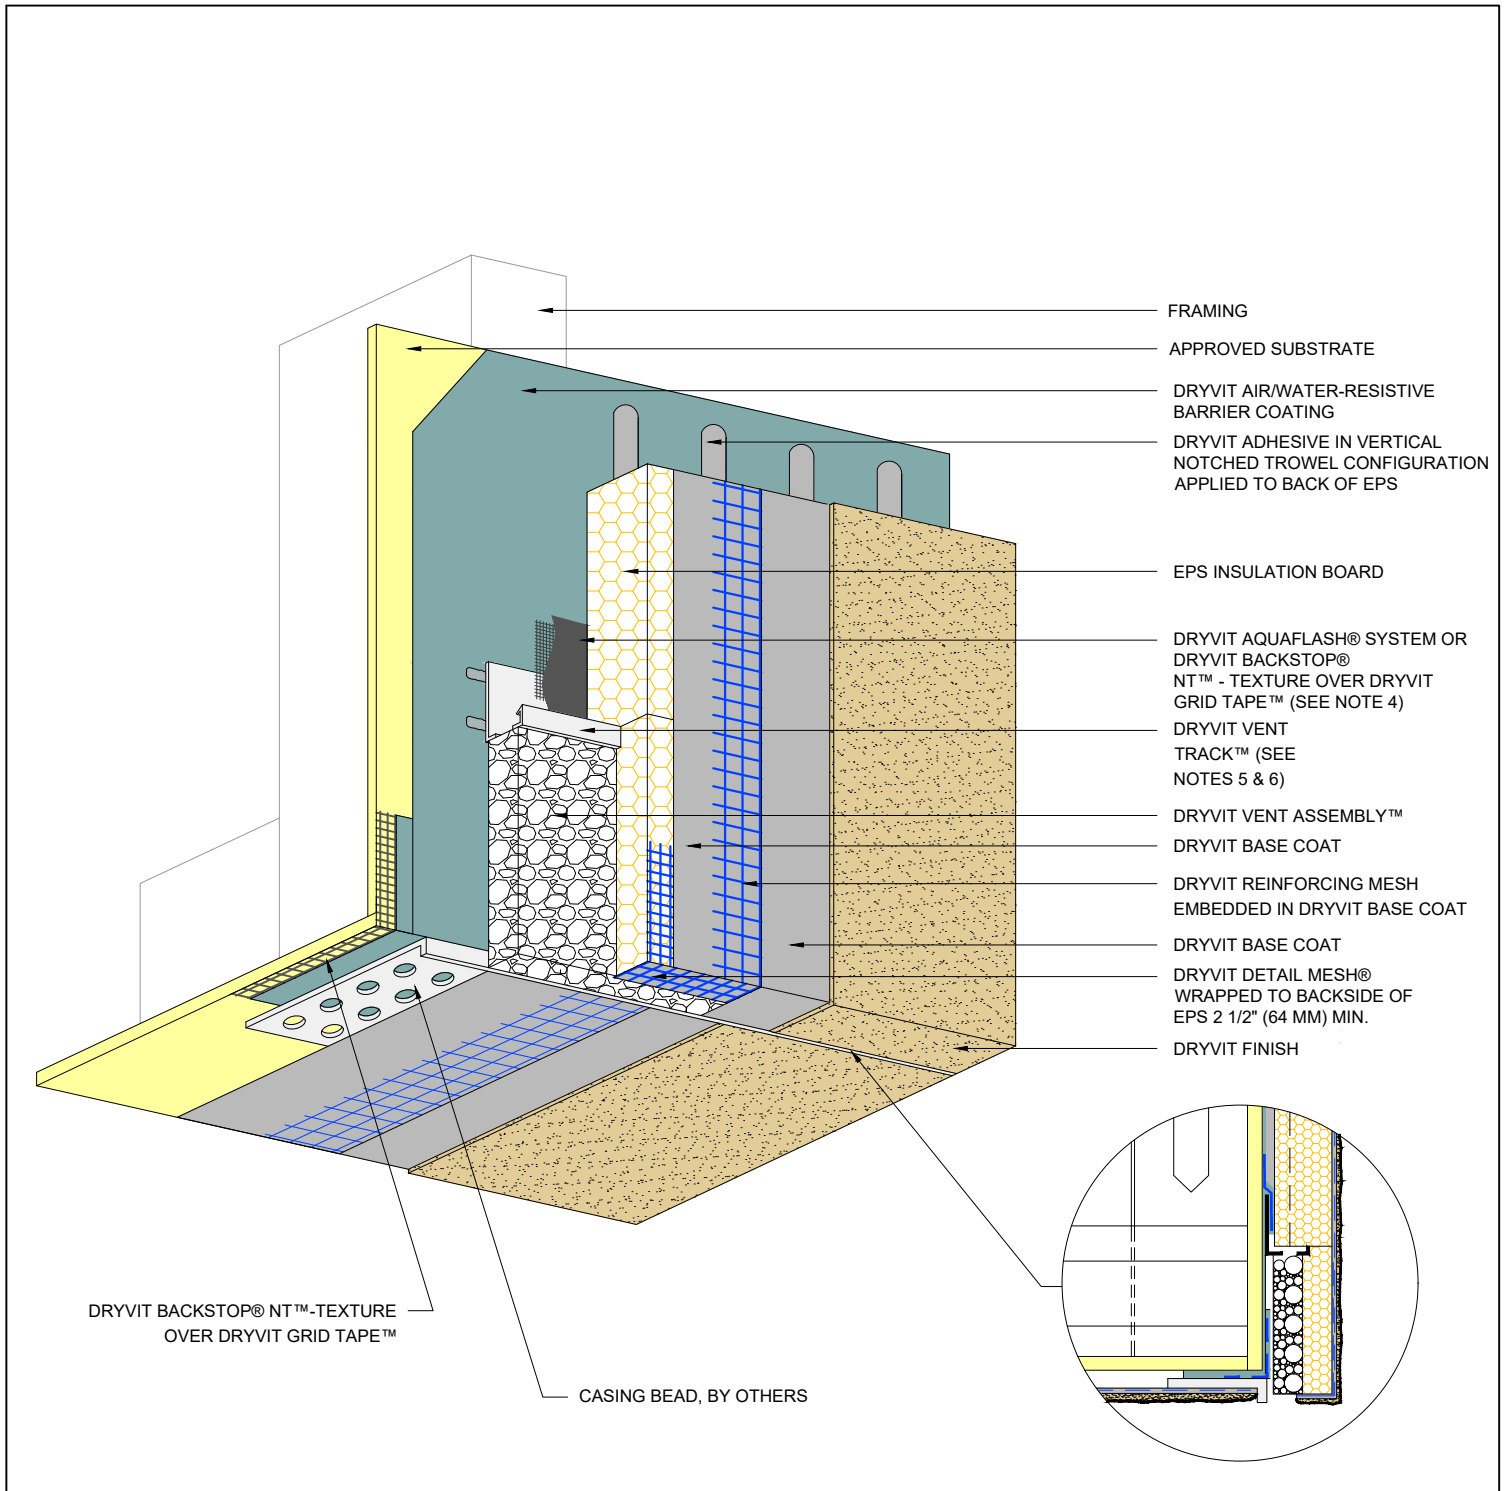 FRAMING
APPROVED SUBSTRATE
DRYVIT AIR/WATER-RESISTIVE
BARRIER COATING
DRYVIT ADHESIVE IN VERTICAL
NOTCHED TROWEL CONFIGURATION
APPLIED TO BACK OF EPS
EPS INSULATION BOARD
DRYVIT AQUAFLASH® SYSTEM OR
DRYVIT BACKSTOP®
NT™ - TEXTURE OVER DRYVIT
GRID TAPE™ (SEE NOTE 4)
DRYVIT VENT
TRACK™ (SEE
NOTES 5 & 6)
DRYVIT VENT ASSEMBLY™
DRYVIT BASE COAT
DRYVIT REINFORCING MESH
EMBEDDED IN DRYVIT BASE COAT
DRYVIT BASE COAT
DRYVIT DETAIL MESH®
WRAPPED TO BACKSIDE OF
EPS 2 1/2" (64 MM) MIN.
DRYVIT FINISH
DRYVIT BACKSTOP® NT™-TEXTURE
OVER DRYVIT GRID TAPE™
CASING BEAD, BY OTHERS